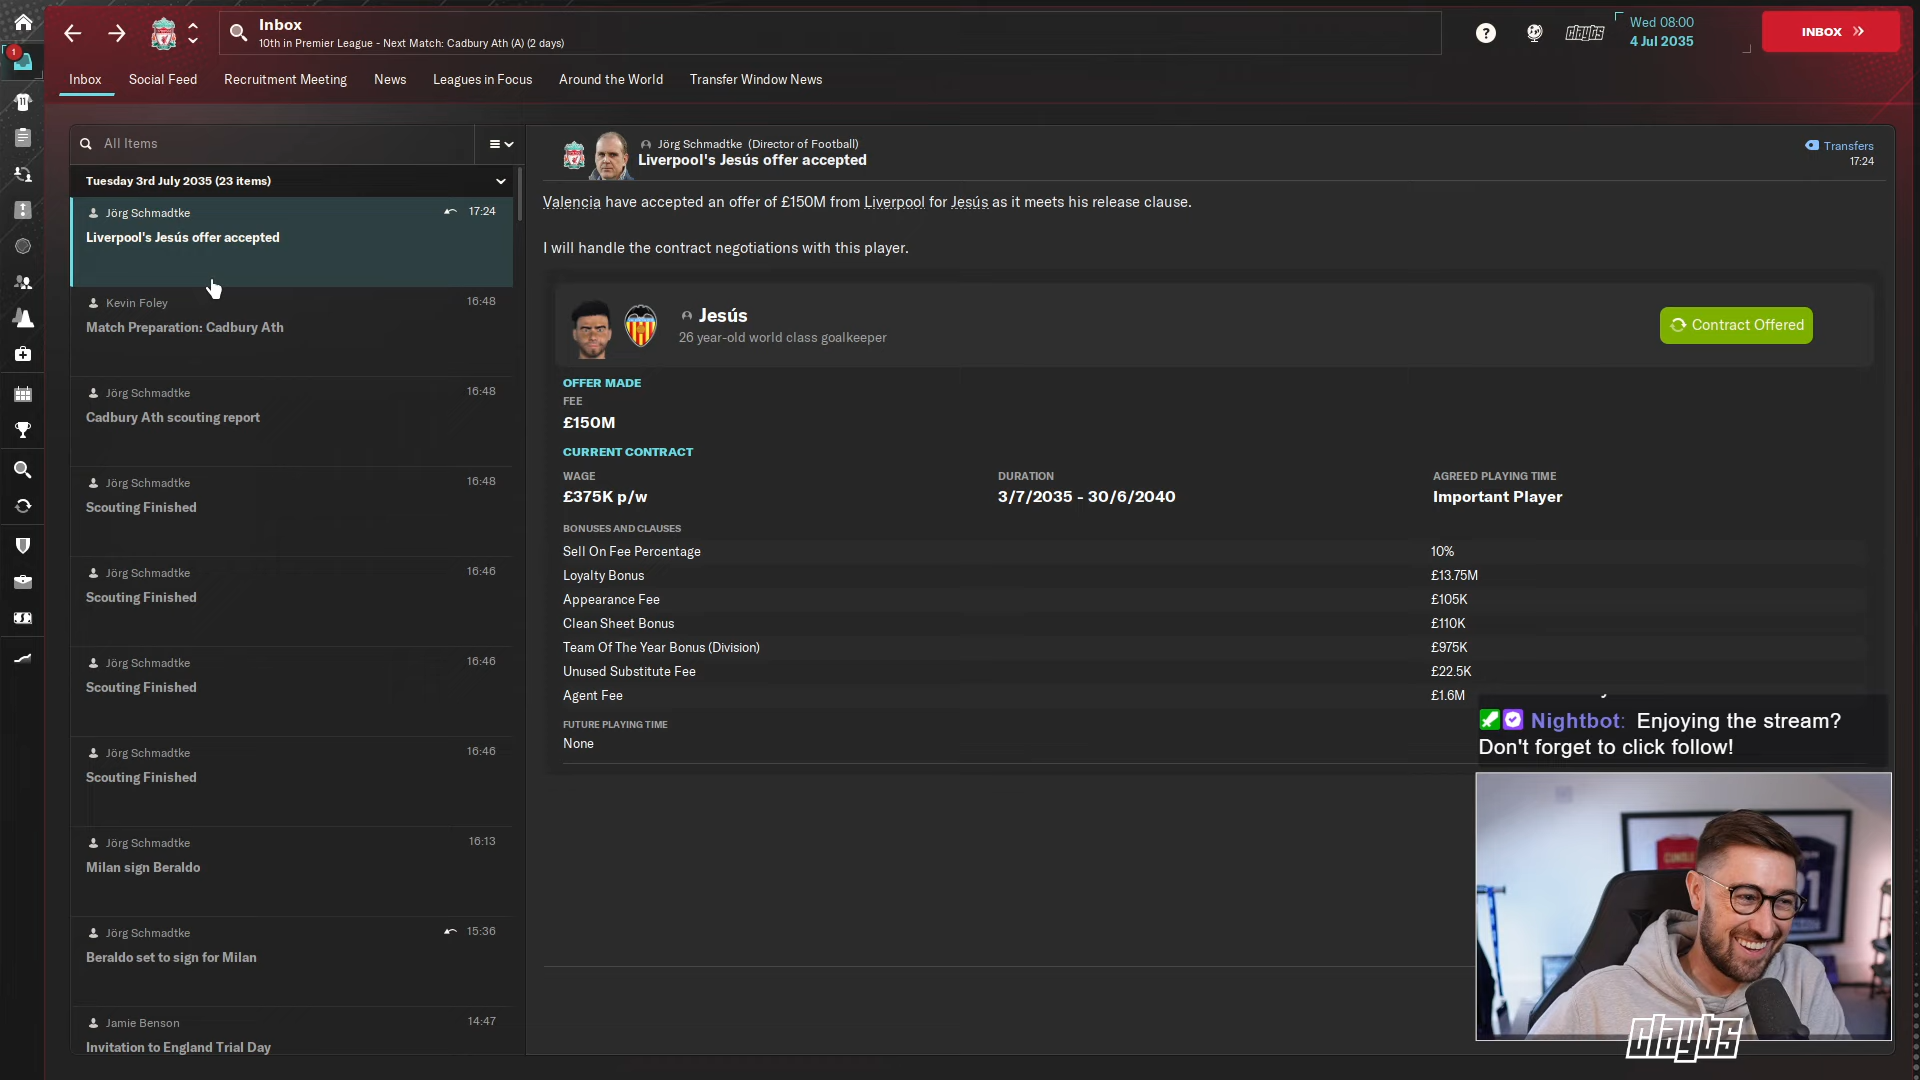 Inbox
10th in Premier League - Next Match: Cadbury Ath (A) (2 days)
clayts
Wed 08:00
4 Jul 2035
INBOX
1
Inbox
Social Feed
Recruitment Meeting
News
Leagues in Focus
Around the World
Transfer Window News
All Items
Tuesday 3rd July 2035 (23 items)
Jörg Schmadtke
17:24
Liverpool's Jesús offer accepted
Kevin Foley
16:48
Match Preparation: Cadbury Ath
Jörg Schmadtke
16:48
Cadbury Ath scouting report
Jörg Schmadtke
16:48
Scouting Finished
Jörg Schmadtke
16:46
Scouting Finished
Jörg Schmadtke
16:46
Scouting Finished
Jörg Schmadtke
16:46
Scouting Finished
Jörg Schmadtke
16:13
Milan sign Beraldo
Jörg Schmadtke
15:36
Beraldo set to sign for Milan
Jamie Benson
14:47
Invitation to England Trial Day
Jörg Schmadtke (Director of Football)
Liverpool's Jesús offer accepted
Transfers
17:24
Valencia have accepted an offer of £150M from Liverpool for Jesús as it meets his release clause.
I will handle the contract negotiations with this player.
Jesús
26 year-old world class goalkeeper
Contract Offered
OFFER MADE
FEE
£150M
CURRENT CONTRACT
WAGE
£375K p/w
DURATION
3/7/2035 - 30/6/2040
AGREED PLAYING TIME
Important Player
BONUSES AND CLAUSES
Sell On Fee Percentage
10%
Loyalty Bonus
£13.75M
Appearance Fee
£105K
Clean Sheet Bonus
£110K
Team Of The Year Bonus (Division)
£975K
Unused Substitute Fee
£22.5K
Agent Fee
£1.6M
FUTURE PLAYING TIME
None
Nightbot: Enjoying the stream?
Don't forget to click follow!
clayts